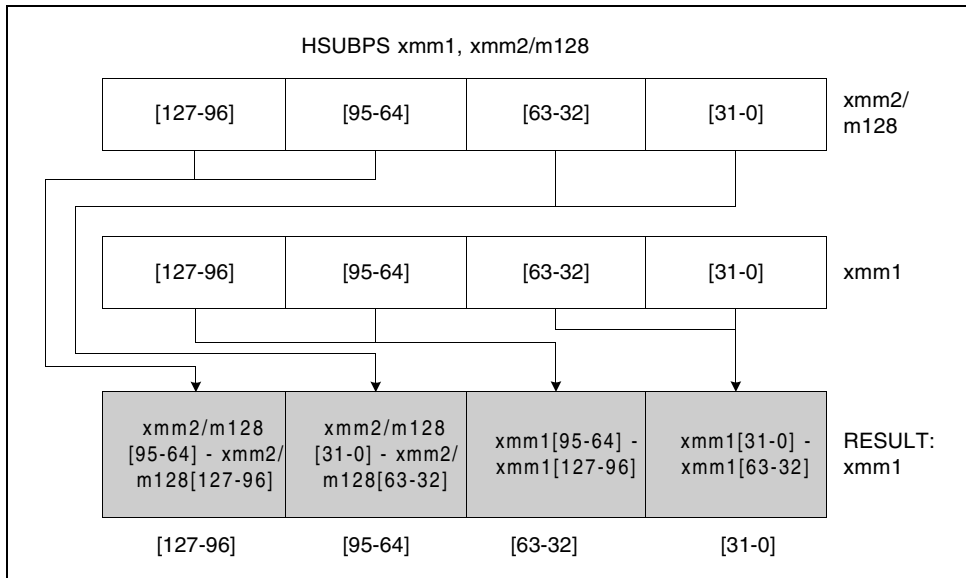 HSUBPS xmm1, xmm2/m128
[127-96] [95-64] [63-32] [31-0] xmm2/
m128
[127-96] [95-64] [63-32] [31-0] xmm1
xmm2/m128
[95-64] - xmm2/
m128[127-96]
xmm2/m128
[31-0] - xmm2/
m128[63-32]
xmm1[95-64] -
xmm1[127-96]
xmm1[31-0] -
xmm1[63-32]
RESULT:
xmm1
[127-96] [95-64] [63-32] [31-0]